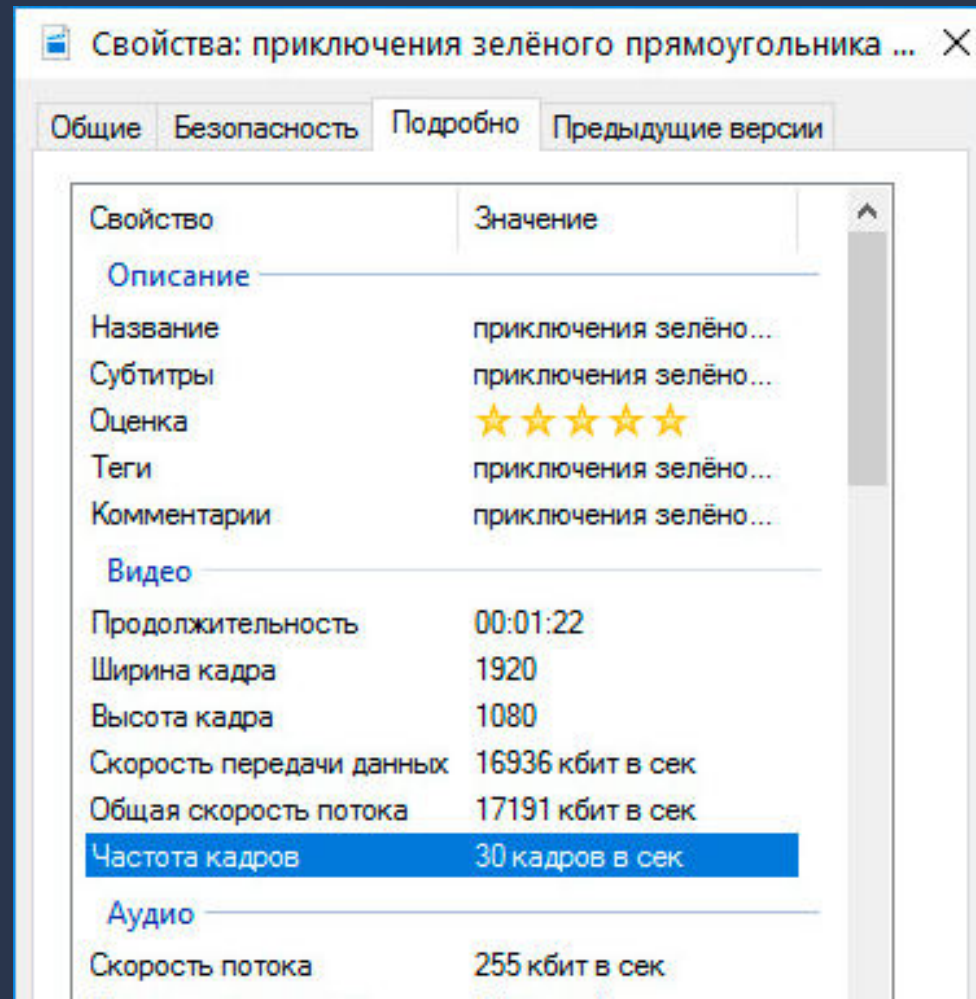 Свойства: приключения зелёного прямоугольника ...
Общие Безопасность Подробно Предыдущие версии
Свойство Значение
Описание
Название приключения зелёно...
Субтитры приключения зелёно...
Оценка
Теги приключения зелёно...
Комментарии приключения зелёно...
Видео
Продолжительность 00:01:22
Ширина кадра 1920
Высота кадра 1080
Скорость передачи данных 16936 кбит в сек
Общая скорость потока 17191 кбит в сек
Частота кадров 30 кадров в сек
Аудио
Скорость потока 255 кбит в сек